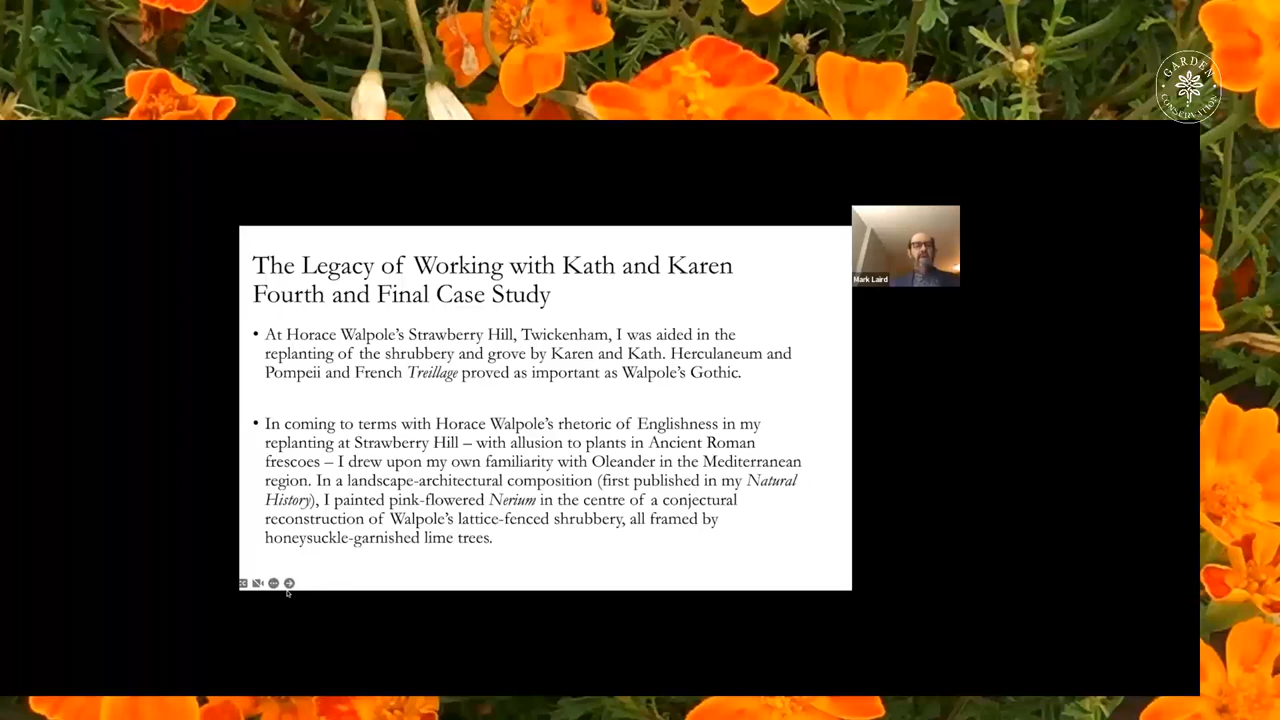 GARDEN
CONSERVATION
The Legacy of Working with Kath and Karen
Fourth and Final Case Study
Mark Laird
• At Horace Walpole's Strawberry Hill, Twickenham, I was aided in the
replanting of the shrubbery and grove by Karen and Kath. Herculaneum and
Pompeii and French Treillage proved as important as Walpole's Gothic.
• In coming to terms with Horace Walpole's rhetoric of Englishness in my
replanting at Strawberry Hill – with allusion to plants in Ancient Roman
frescoes – I drew upon my own familiarity with Oleander in the Mediterranean
region. In a landscape-architectural composition (first published in my Natural
History), I painted pink-flowered Nerium in the centre of a conjectural
reconstruction of Walpole's lattice-fenced shrubbery, all framed by
honeysuckle-garnished lime trees.